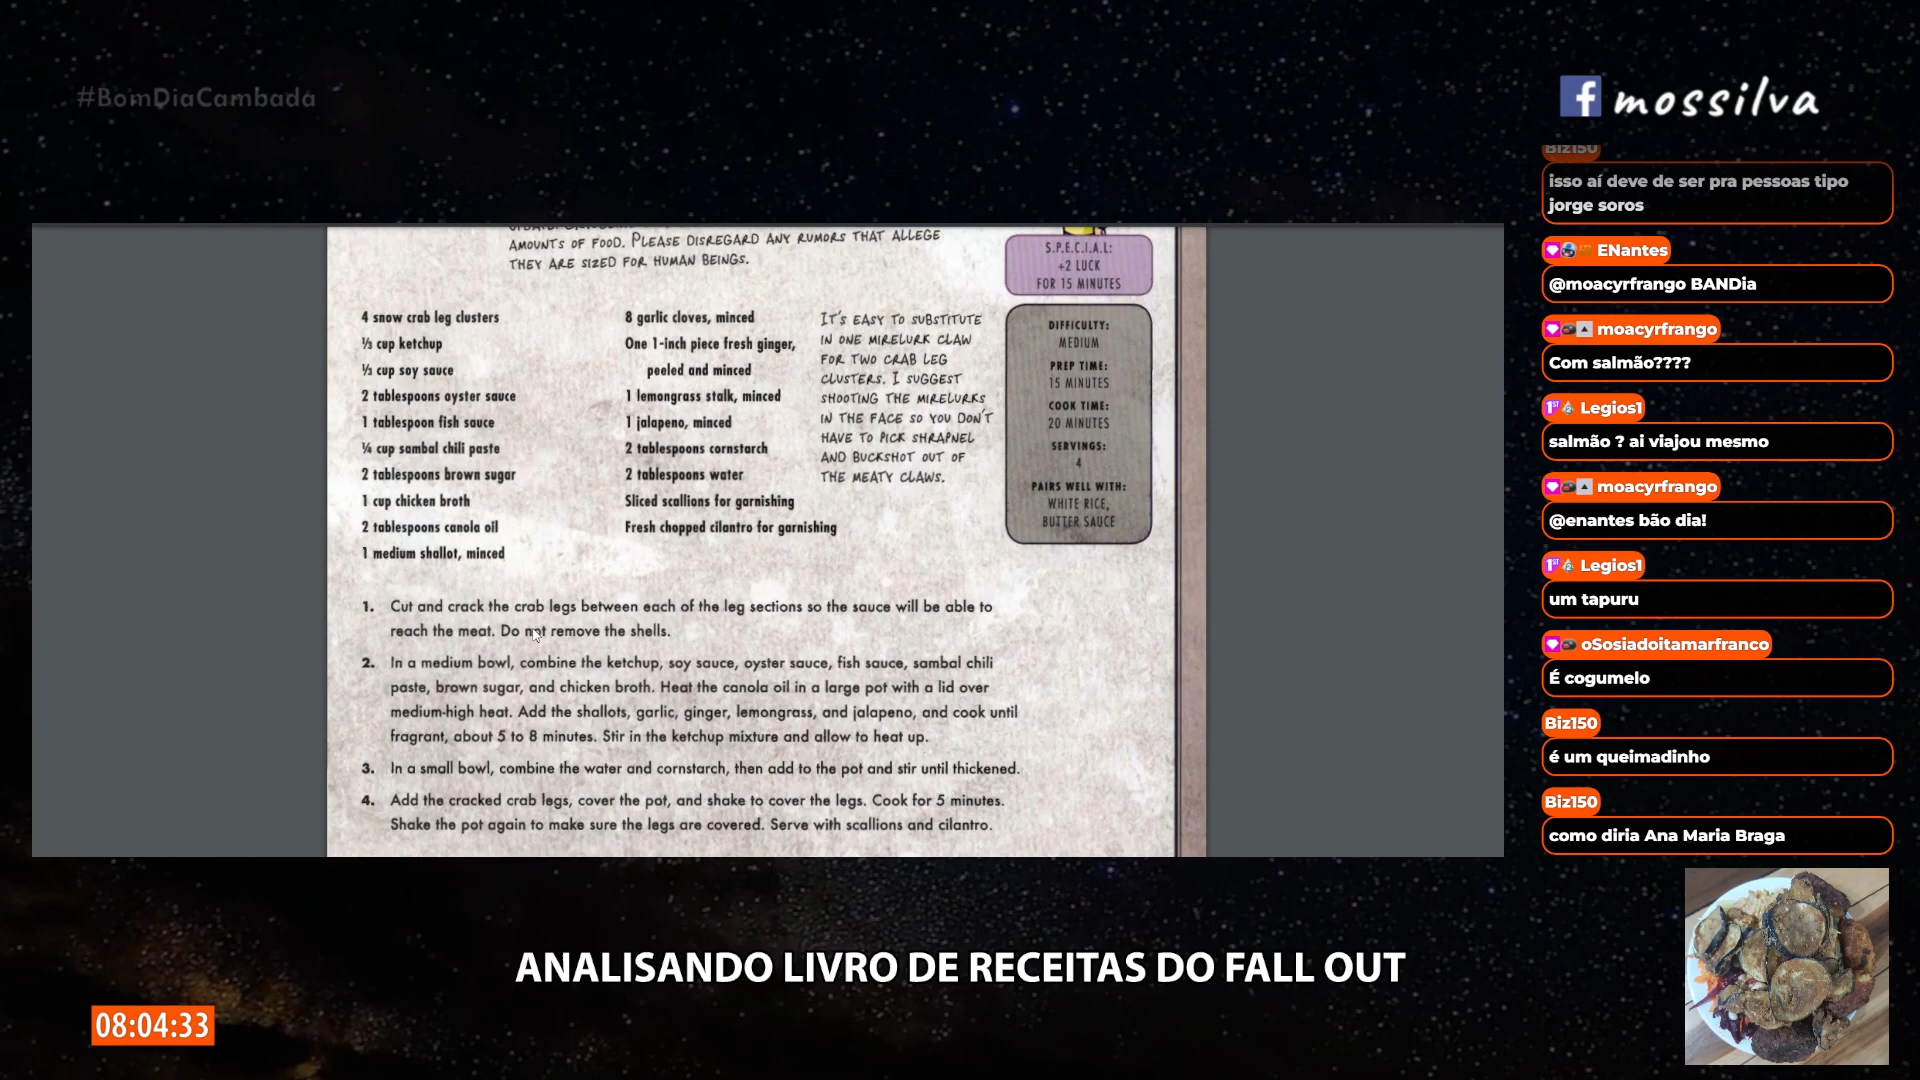 #BomDiaCambada
mossilva
AMOUNTS OF FOOD. PLEASE DISREGARD ANY RUMORS THAT ALLEGE
THEY ARE SIZED FOR HUMAN BEINGS.
S.P.E.C.I.A.L:
+2 LUCK
FOR 15 MINUTES
4 snow crab leg clusters
⅓ cup ketchup
⅓ cup soy sauce
2 tablespoons oyster sauce
1 tablespoon fish sauce
¼ cup sambal chili paste
2 tablespoons brown sugar
1 cup chicken broth
2 tablespoons canola oil
1 medium shallot, minced
8 garlic cloves, minced
One 1-inch piece fresh ginger,
peeled and minced
1 lemongrass stalk, minced
1 jalapeno, minced
2 tablespoons cornstarch
2 tablespoons water
Sliced scallions for garnishing
Fresh chopped cilantro for garnishing
IT'S EASY TO SUBSTITUTE
IN ONE MIRELURK CLAW
FOR TWO CRAB LEG
CLUSTERS. I SUGGEST
SHOOTING THE MIRELURKS
IN THE FACE SO YOU DON'T
HAVE TO PICK SHRAPNEL
AND BUCKSHOT OUT OF
THE MEATY CLAWS.
DIFFICULTY:
MEDIUM
PREP TIME:
15 MINUTES
COOK TIME:
20 MINUTES
SERVINGS:
4
PAIRS WELL WITH:
WHITE RICE,
BUTTER SAUCE
1. Cut and crack the crab legs between each of the leg sections so the sauce will be able to
reach the meat. Do not remove the shells.
2. In a medium bowl, combine the ketchup, soy sauce, oyster sauce, fish sauce, sambal chili
paste, brown sugar, and chicken broth. Heat the canola oil in a large pot with a lid over
medium-high heat. Add the shallots, garlic, ginger, lemongrass, and jalapeno, and cook until
fragrant, about 5 to 8 minutes. Stir in the ketchup mixture and allow to heat up.
3. In a small bowl, combine the water and cornstarch, then add to the pot and stir until thickened.
4. Add the cracked crab legs, cover the pot, and shake to cover the legs. Cook for 5 minutes.
Shake the pot again to make sure the legs are covered. Serve with scallions and cilantro.
Biz150
isso aí deve de ser pra pessoas tipo
jorge soros
ENantes
@moacyrfrango BANDia
moacyrfrango
Com salmão????
1ST Legios1
salmão ? ai viajou mesmo
moacyrfrango
@enantes bão dia!
1ST Legios1
um tapuru
oSosiadoitamarfranco
É cogumelo
Biz150
é um queimadinho
Biz150
como diria Ana Maria Braga
ANALISANDO LIVRO DE RECEITAS DO FALL OUT
08:04:33